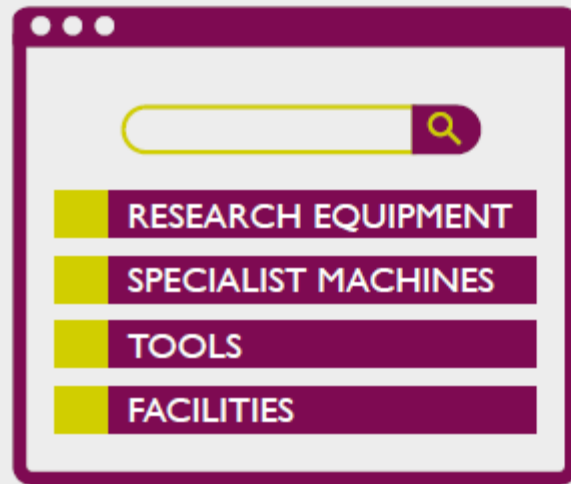 RESEARCH EQUIPMENT
SPECIALIST MACHINES
TOOLS
FACILITIES